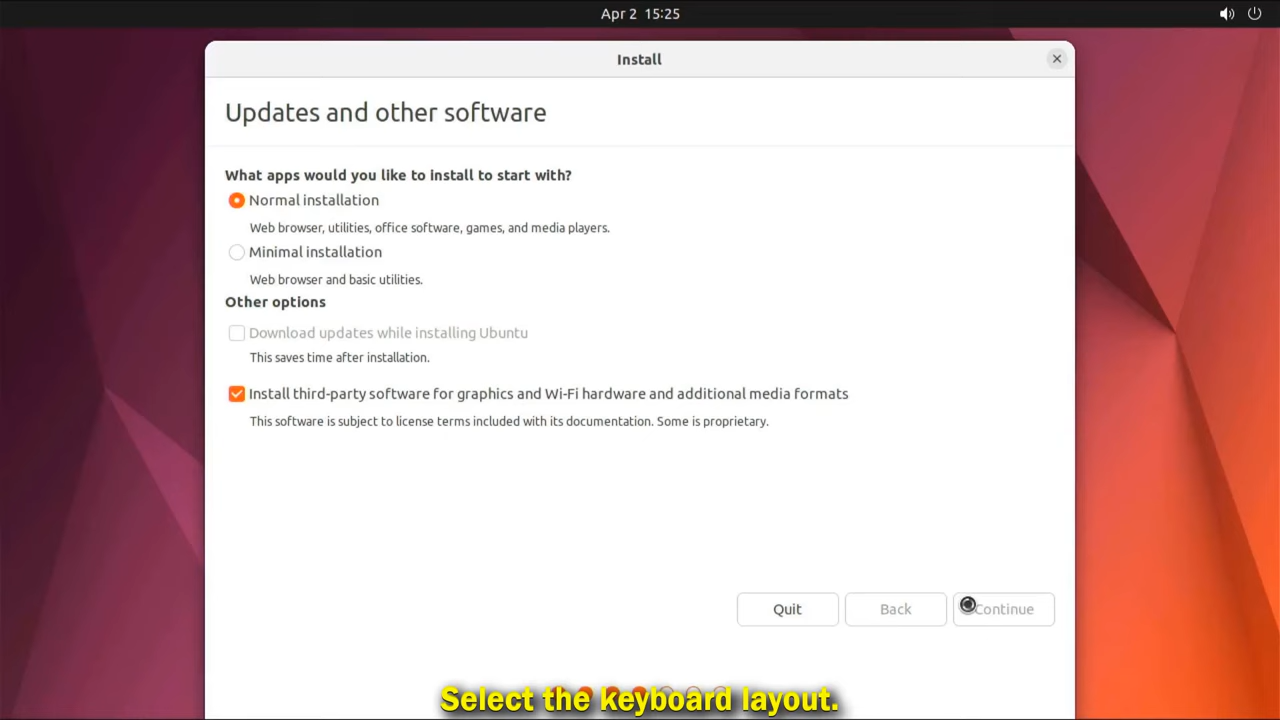 Apr 2 15:25
Install
Updates and other software
What apps would you like to install to start with?
Normal installation
Web browser, utilities, office software, games, and media players.
Minimal installation
Web browser and basic utilities.
Other options
Download updates while installing Ubuntu
This saves time after installation.
Install third-party software for graphics and Wi-Fi hardware and additional media formats
This software is subject to license terms included with its documentation. Some is proprietary.
Quit
Back
Continue
Select the keyboard layout.